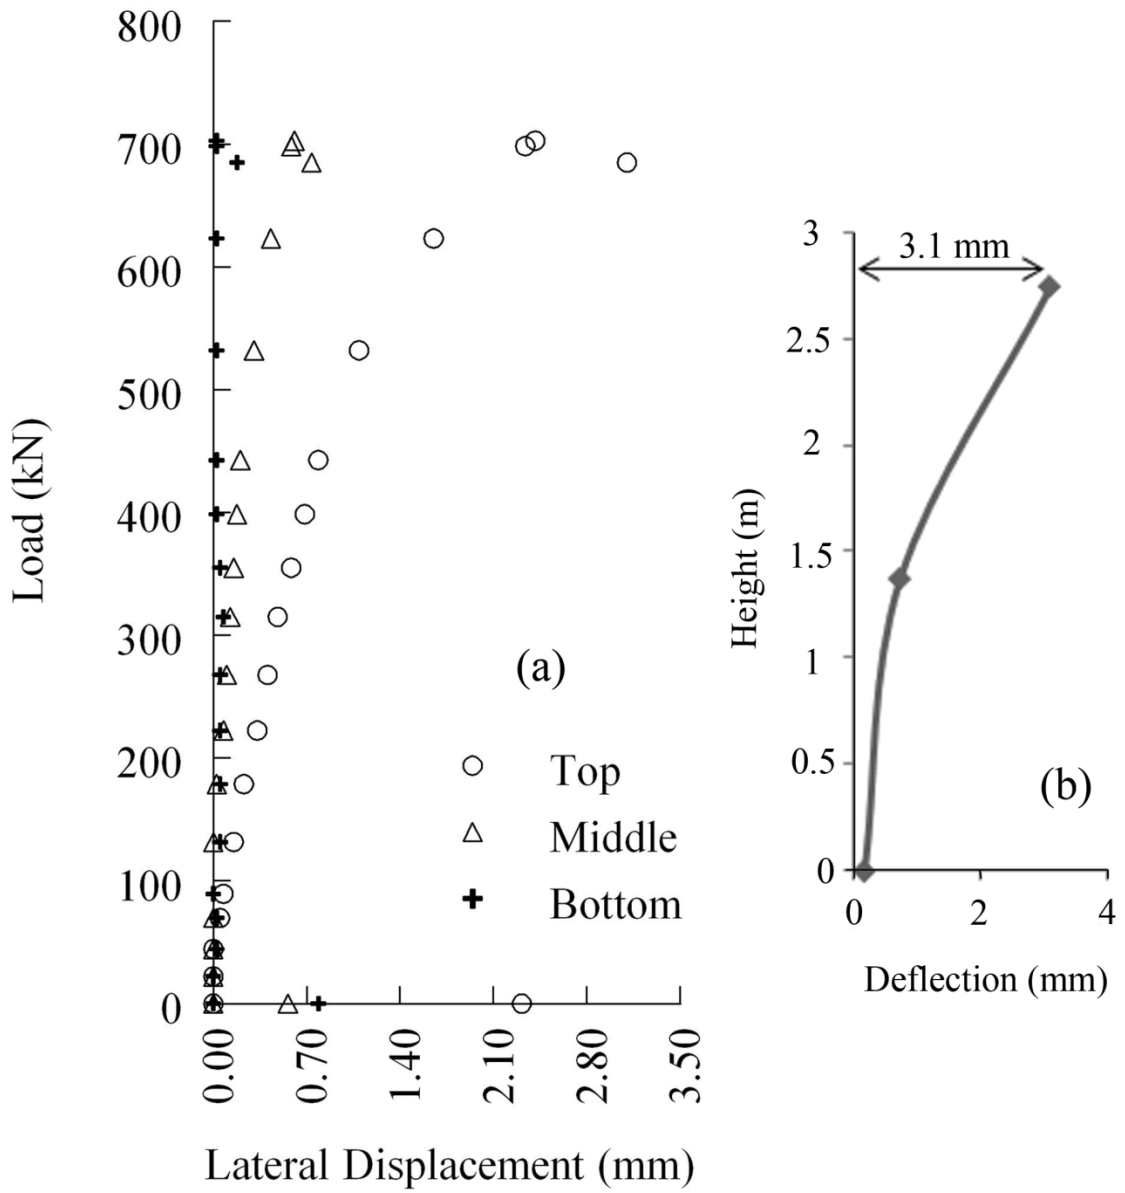 800
700
600
500
400
300
200
100
0
Load (kN)
0.00
0.70
1.40
2.10
2.80
3.50
Lateral Displacement (mm)
(a)
Top
Middle
Bottom
3
2.5
2
1.5
1
0.5
0
Height (m)
3.1 mm
(b)
0 2 4
Deflection (mm)